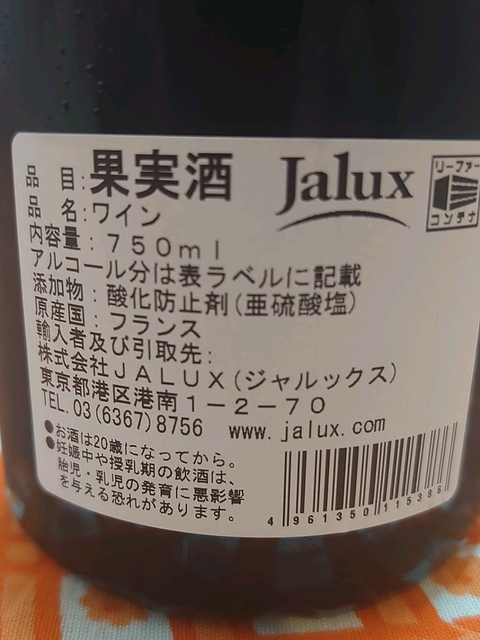 品 目:果実酒
Jalux
リーファー
コンテナ
品 名:ワイン
内容量:750ml
アルコール分は表ラベルに記載
添加物:酸化防止剤(亜硫酸塩)
原産国:フランス
輸入者及び引取先:
株式会社JALUX(ジャルックス)
東京都港区港南1-2-70
TEL.03(6367)8756 www.jalux.com
●お酒は20歳になってから。
●妊娠中や授乳期の飲酒は、
胎児・乳児の発育に悪影響
を与える恐れがあります。
4 961350 115386